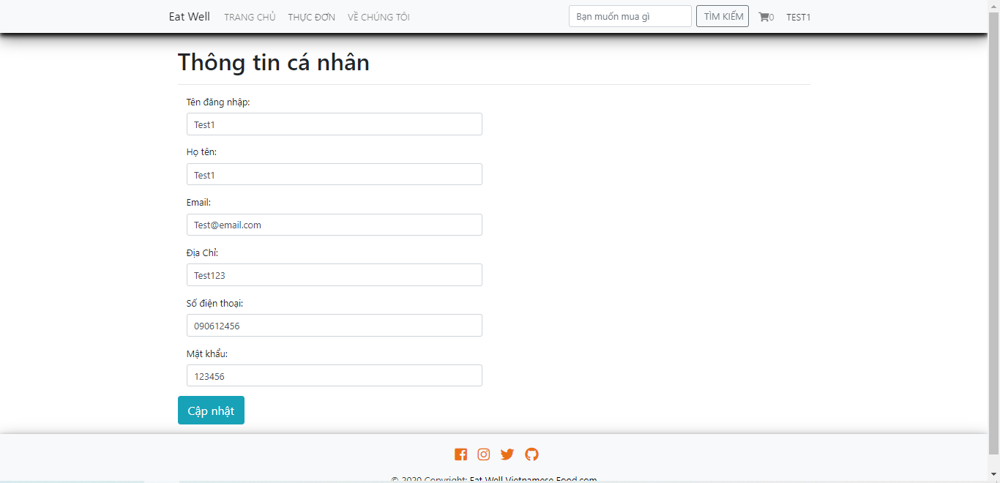 Eat Well TRANG CHỦ THỰC ĐƠN VỀ CHÚNG TÔI Bạn muốn mua gì TÌM KIẾM 0 TEST1
Thông tin cá nhân
Tên đăng nhập:
Test1
Họ tên:
Test1
Email:
Test@email.com
Địa Chỉ:
Test123
Số điện thoại:
090612456
Mật khẩu:
123456
Cập nhật
© 2020 Copyright: Eat Well Vietnamese Food.com